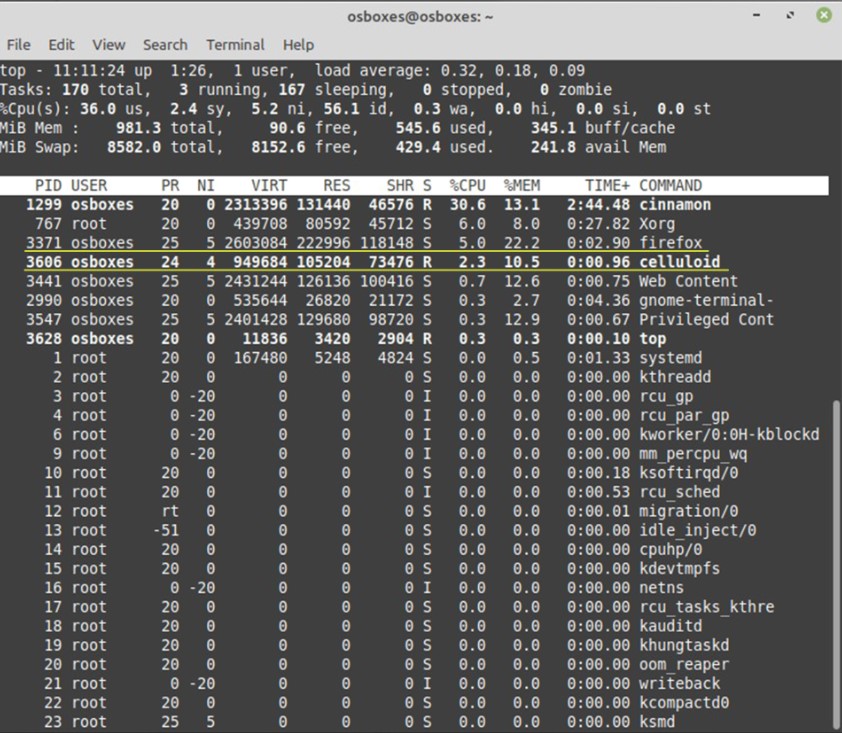 osboxes@osboxes: ~
File Edit View Search Terminal Help
top - 11:11:24 up  1:26,  1 user,  load average: 0.32, 0.18, 0.09
Tasks: 170 total,   3 running, 167 sleeping,   0 stopped,   0 zombie
%Cpu(s): 36.0 us,  2.4 sy,  5.2 ni, 56.1 id,  0.3 wa,  0.0 hi,  0.0 si,  0.0 st
MiB Mem :    981.3 total,     90.6 free,    545.6 used,    345.1 buff/cache
MiB Swap:   8582.0 total,   8152.6 free,    429.4 used.    241.8 avail Mem
PID USER PR NI VIRT RES SHR S %CPU %MEM TIME+ COMMAND
1299 osboxes 20 0 2313396 131440 46576 R 30.6 13.1 2:44.48 cinnamon
767 root 20 0 439708 80592 45712 S 6.0 8.0 0:27.82 Xorg
3371 osboxes 25 5 2603084 222996 118148 S 5.0 22.2 0:02.90 firefox
3606 osboxes 24 4 949684 105204 73476 R 2.3 10.5 0:00.96 celluloid
3441 osboxes 25 5 2431244 126136 100416 S 0.7 12.6 0:00.75 Web Content
2990 osboxes 20 0 535644 26820 21172 S 0.3 2.7 0:04.36 gnome-terminal-
3547 osboxes 25 5 2401428 129680 98720 S 0.3 12.9 0:00.67 Privileged Cont
3628 osboxes 20 0 11836 3420 2904 R 0.3 0.3 0:00.10 top
1 root 20 0 167480 5248 4824 S 0.0 0.5 0:01.33 systemd
2 root 20 0 0 0 0 S 0.0 0.0 0:00.00 kthreadd
3 root 0 -20 0 0 0 I 0.0 0.0 0:00.00 rcu_gp
4 root 0 -20 0 0 0 I 0.0 0.0 0:00.00 rcu_par_gp
6 root 0 -20 0 0 0 I 0.0 0.0 0:00.00 kworker/0:0H-kblockd
9 root 0 -20 0 0 0 I 0.0 0.0 0:00.00 mm_percpu_wq
10 root 20 0 0 0 0 S 0.0 0.0 0:00.18 ksoftirqd/0
11 root 20 0 0 0 0 I 0.0 0.0 0:00.53 rcu_sched
12 root rt 0 0 0 0 S 0.0 0.0 0:00.01 migration/0
13 root -51 0 0 0 0 S 0.0 0.0 0:00.00 idle_inject/0
14 root 20 0 0 0 0 S 0.0 0.0 0:00.00 cpuhp/0
15 root 20 0 0 0 0 S 0.0 0.0 0:00.00 kdevtmpfs
16 root 0 -20 0 0 0 I 0.0 0.0 0:00.00 netns
17 root 20 0 0 0 0 S 0.0 0.0 0:00.00 rcu_tasks_kthre
18 root 20 0 0 0 0 S 0.0 0.0 0:00.00 kauditd
19 root 20 0 0 0 0 S 0.0 0.0 0:00.00 khungtaskd
20 root 20 0 0 0 0 S 0.0 0.0 0:00.00 oom_reaper
21 root 0 -20 0 0 0 I 0.0 0.0 0:00.00 writeback
22 root 20 0 0 0 0 S 0.0 0.0 0:00.00 kcompactd0
23 root 25 5 0 0 0 S 0.0 0.0 0:00.00 ksmd